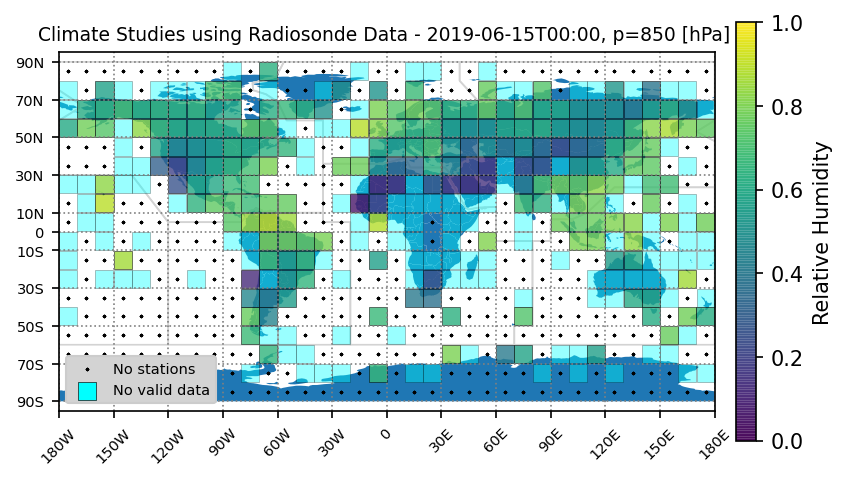 Climate Studies using Radiosonde Data - 2019-06-15T00:00, p=850 [hPa]
90N
70N
50N
30N
10N
0
10S
30S
50S
70S
90S
No stations
No valid data
180W
150W
120W
90W
60W
30W
0
30E
60E
90E
120E
150E
180E
1.0
0.8
0.6
0.4
0.2
0.0
Relative Humidity